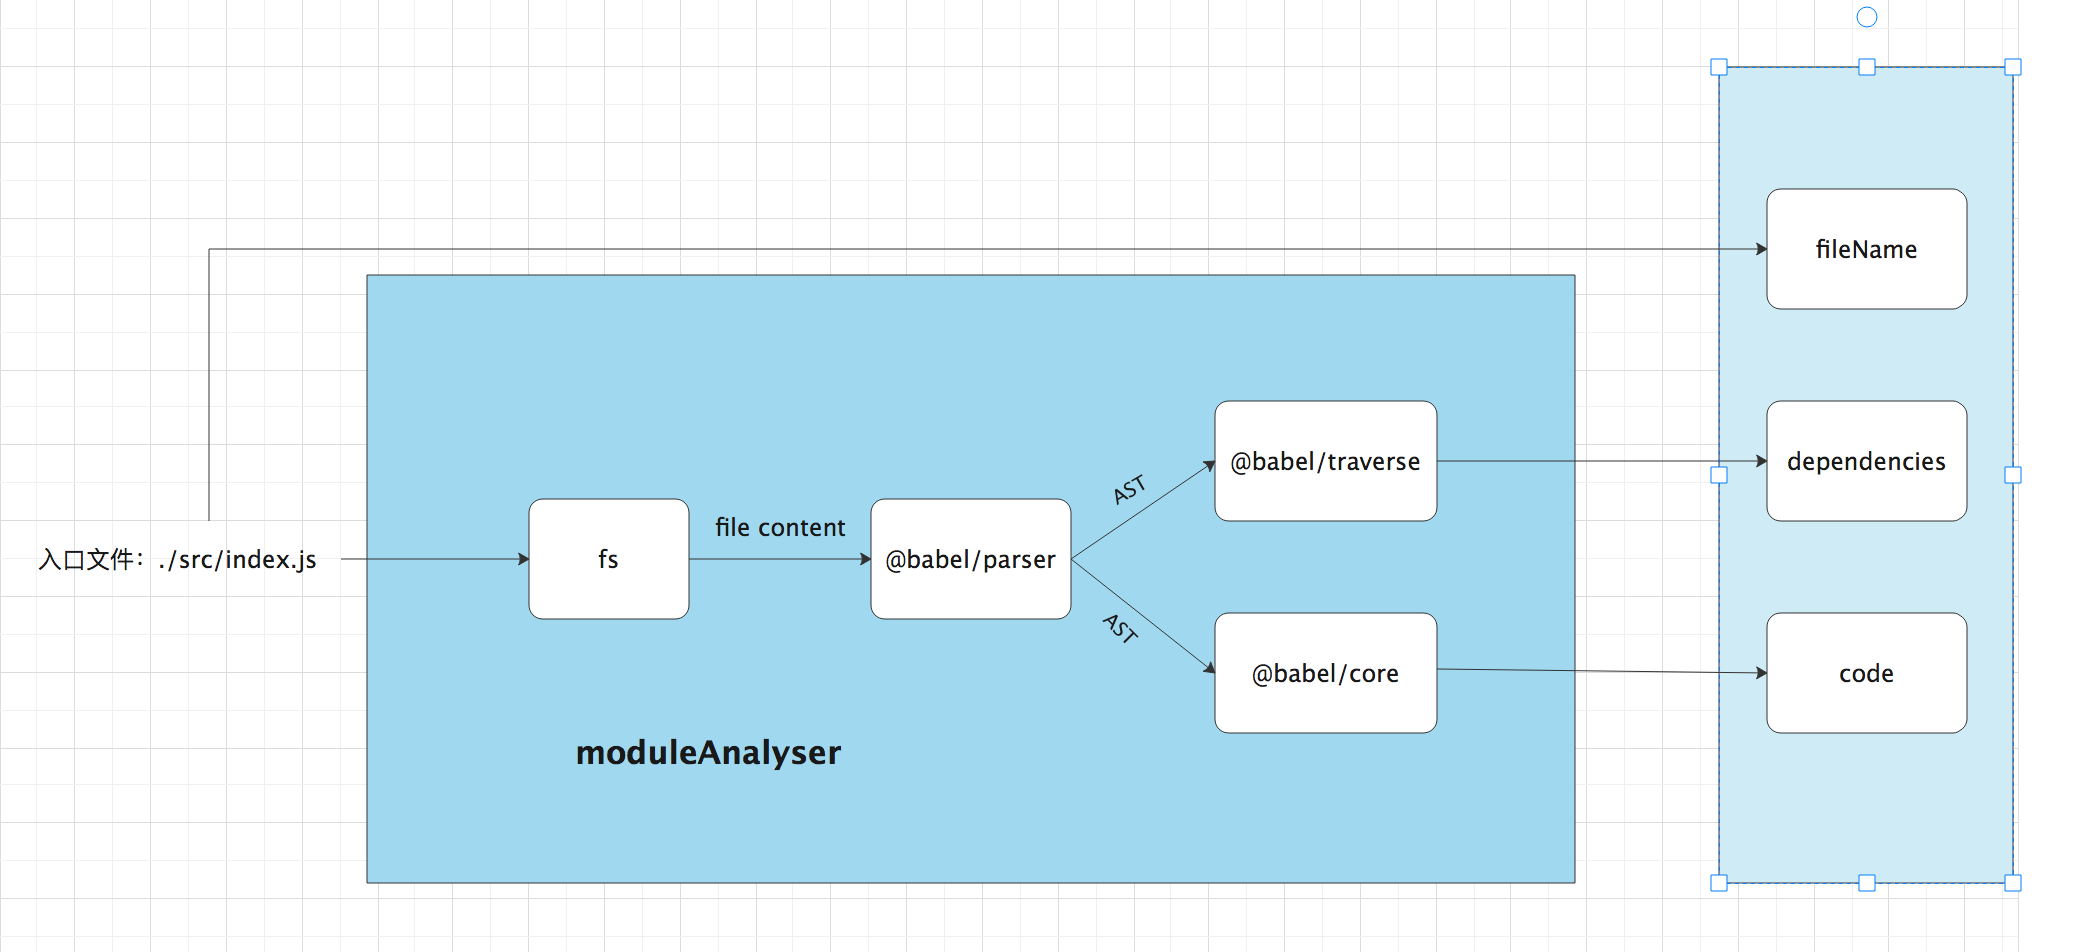 fileName
@babel/traverse
dependencies
AST
file content
入口文件：./src/index.js
fs
@babel/parser
AST
@babel/core
code
moduleAnalyser